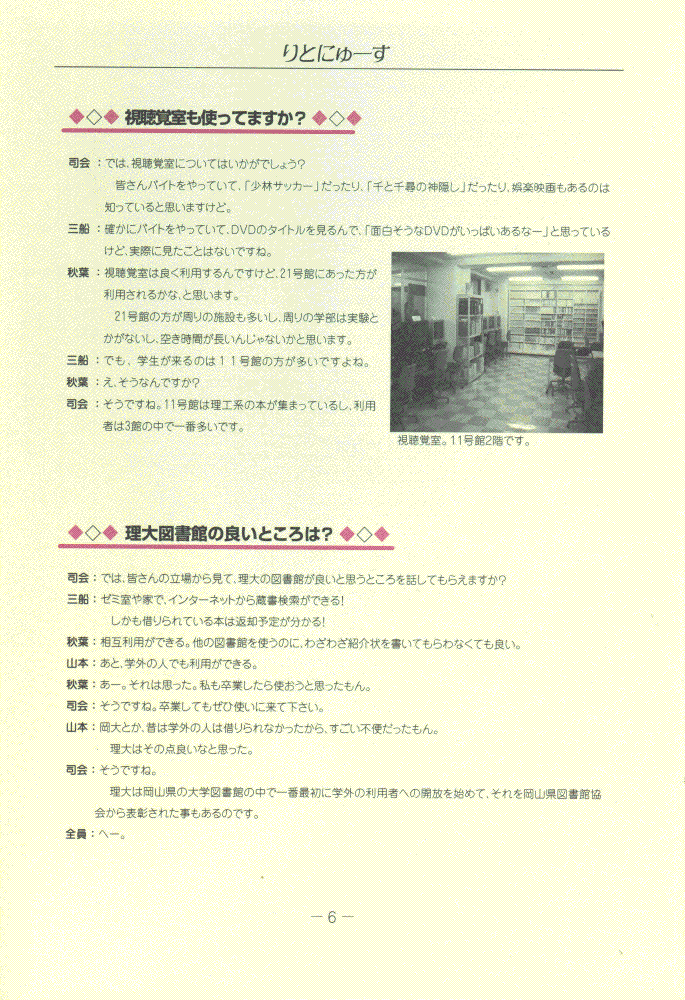 りとにゅーす
◆◇◆ 視聴覚室も使ってますか? ◆◇◆
司会：では、視聴覚室についてはいかがでしょう?
皆さんバイトをやっていて、「少林サッカー」だったり、「千と千尋の神隠し」だったり、娯楽映画もあるのは
知っていると思いますけど。
三船：確かにバイトをやっていて、DVDのタイトルを見るんで、「面白そうなDVDがいっぱいあるなー」と思っている
けど、実際に見たことはないですね。
秋葉：視聴覚室は良く利用するんですけど、21号館にあった方が
利用されるかな、と思います。
21号館の方が周りの施設も多いし、周りの学部は実験と
かがないし、空き時間が長いんじゃないかと思います。
三船：でも、学生が来るのは１１号館の方が多いですよね。
秋葉：え、そうなんですか?
司会：そうですね。11号館は理工系の本が集まっているし、利用
者は3館の中で一番多いです。
視聴覚室。11号館2階です。
◆◇◆ 理大図書館の良いところは? ◆◇◆
司会：では、皆さんの立場から見て、理大の図書館が良いと思うところを話してもらえますか?
三船：ゼミ室や家で、インターネットから蔵書検索ができる!
しかも借りられている本は返却予定が分かる!
秋葉：相互利用ができる。他の図書館を使うのに、わざわざ紹介状を書いてもらわなくても良い。
山本：あと、学外の人でも利用ができる。
秋葉：あー。それは思った。私も卒業したら使おうと思ったもん。
司会：そうですね。卒業してもぜひ使いに来て下さい。
山本：岡大とか、昔は学外の人は借りられなかったから、すごい不便だったもん。
理大はその点良いなと思った。
司会：そうですね。
理大は岡山県の大学図書館の中で一番最初に学外の利用者への開放を始めて、それを岡山県図書館協
会から表彰された事もあるのです。
全員：へー。
－6－